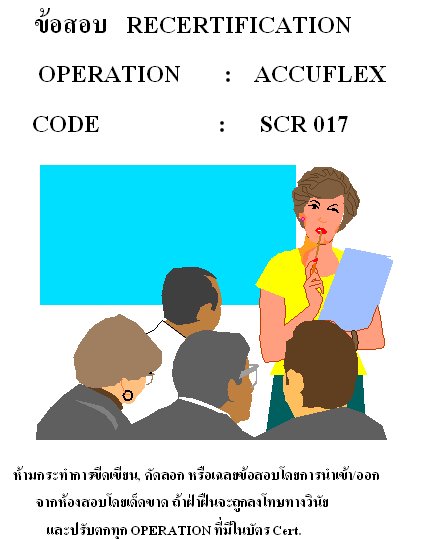 ข้อสอบ RECERTIFICATION
OPERATION : ACCUFLEX
CODE : SCR 017
ห้ามกระทำการขีดเขียน, คัดลอก หรือเฉลยข้อสอบโดยการนำเข้า/ออก
จากห้องสอบโดยเด็ดขาด ถ้าฝ่าฝืนจะถูกลงโทษทางวินัย
และปรับตกทุก OPERATION ที่มีในบัตร Cert.